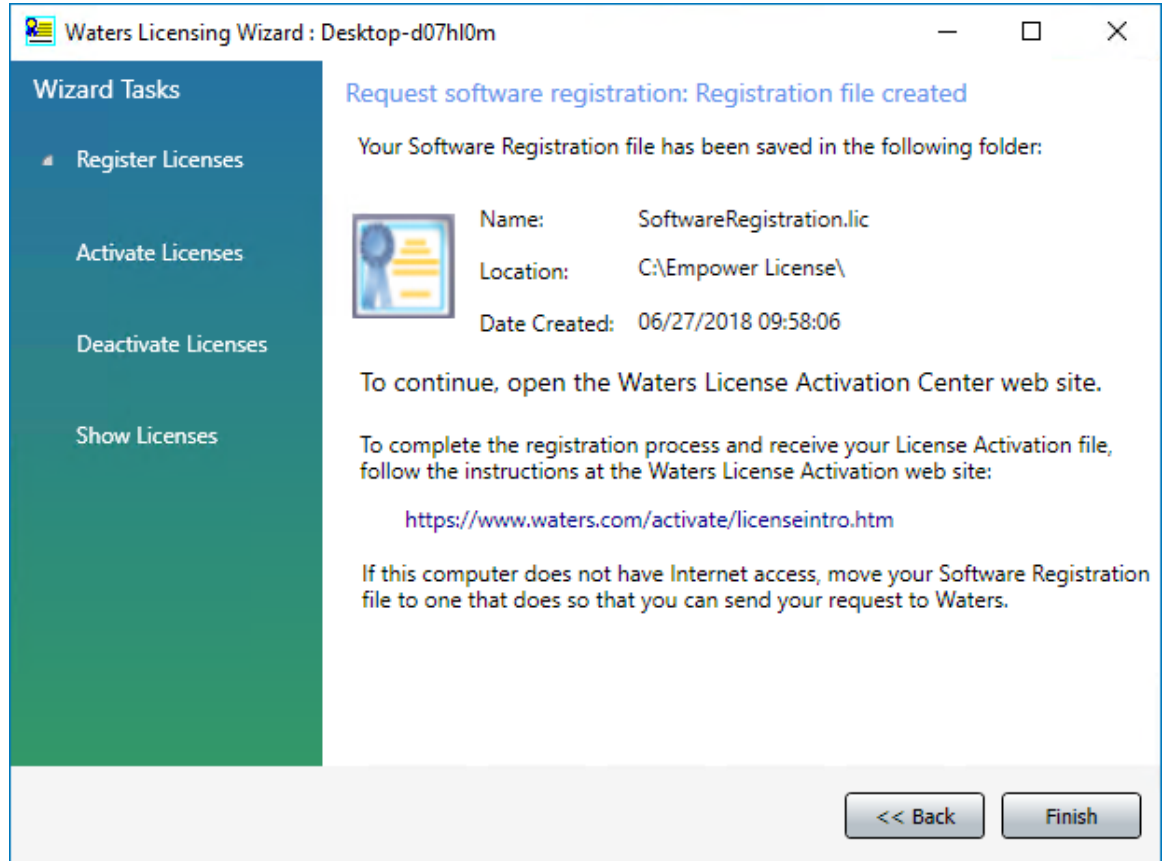 Waters Licensing Wizard : Desktop-d07hl0m
Wizard Tasks
Register Licenses
Activate Licenses
Deactivate Licenses
Show Licenses
Request software registration: Registration file created
Your Software Registration file has been saved in the following folder:
Name: SoftwareRegistration.lic
Location: C:\Empower License\
Date Created: 06/27/2018 09:58:06
To continue, open the Waters License Activation Center web site.
To complete the registration process and receive your License Activation file,
follow the instructions at the Waters License Activation web site:
https://www.waters.com/activate/licenseintro.htm
If this computer does not have Internet access, move your Software Registration
file to one that does so that you can send your request to Waters.
<< Back Finish